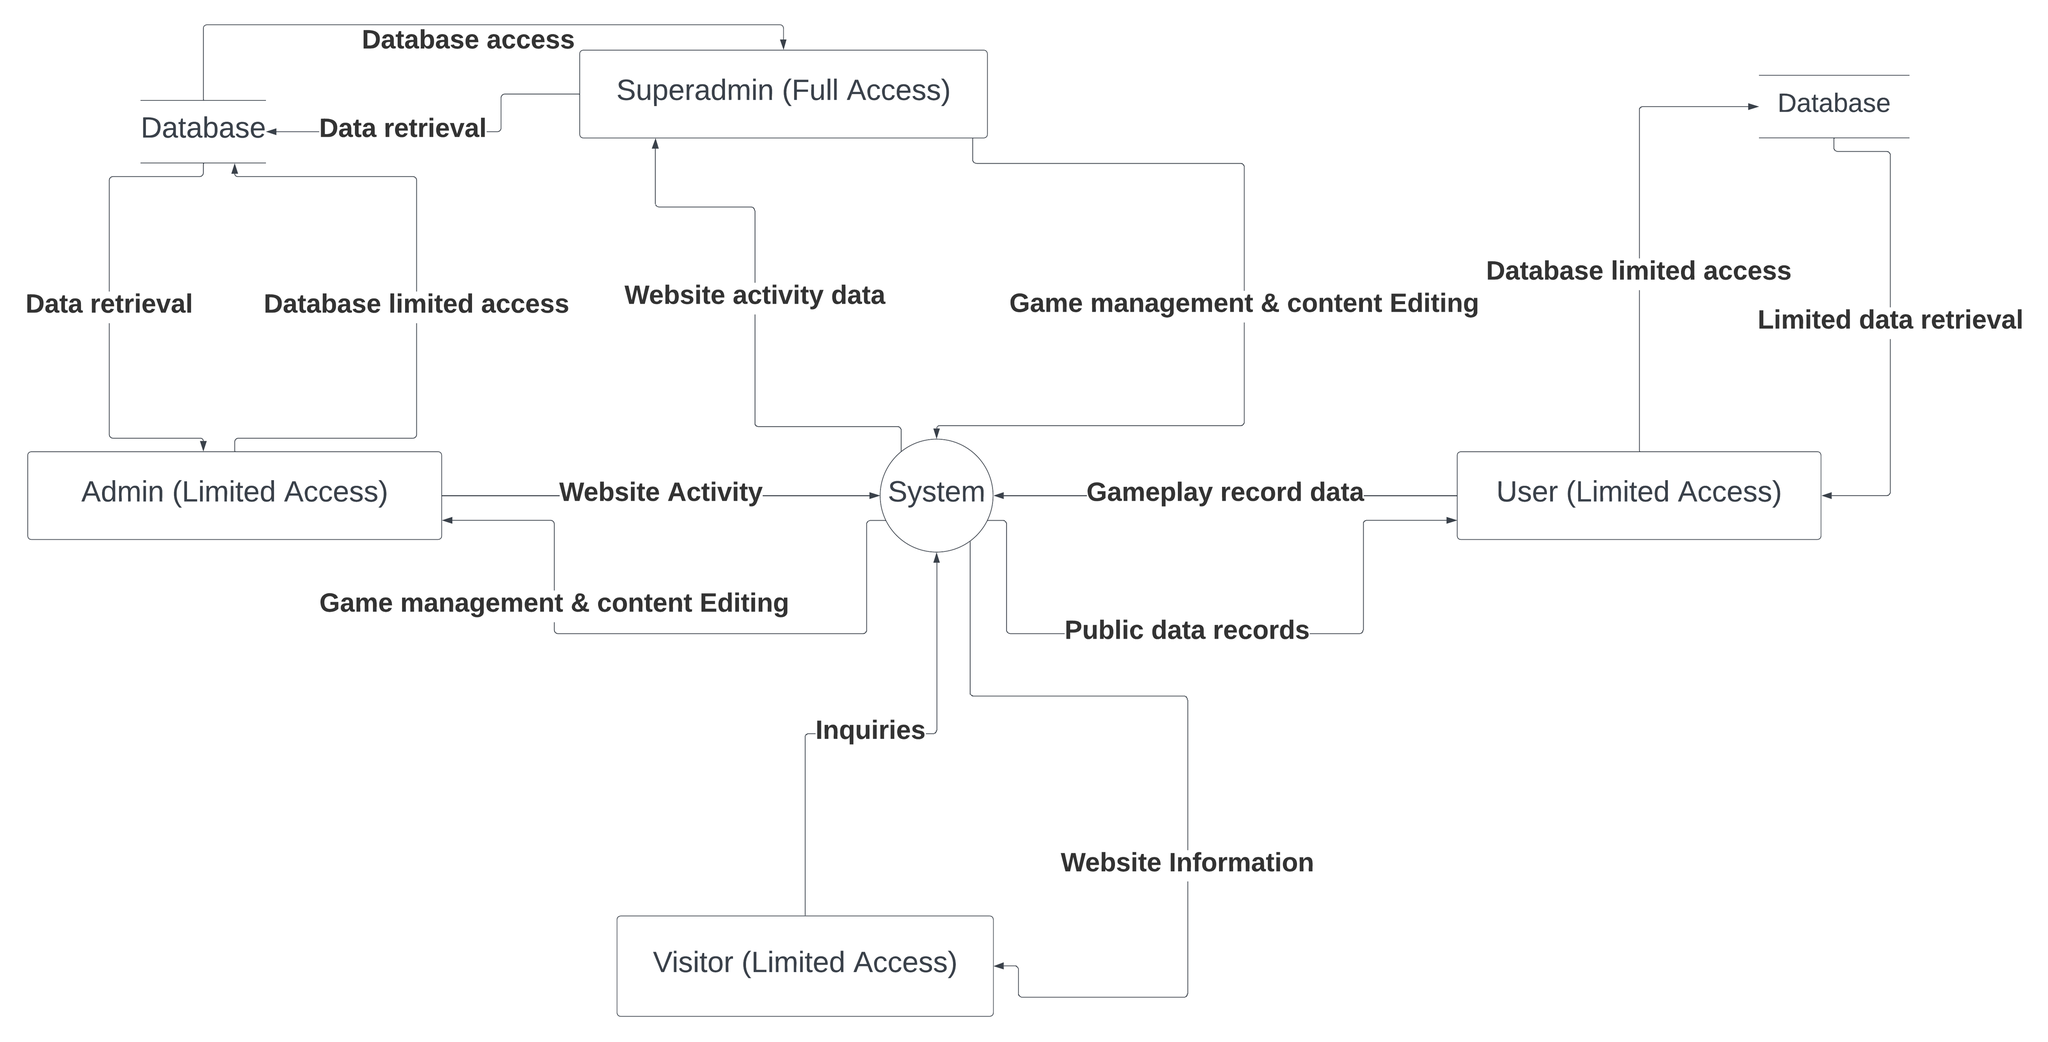 Database access
Superadmin (Full Access)
Database
Database
Data retrieval
Database limited access
Website activity data
Data retrieval
Database limited access
Game management & content Editing
Limited data retrieval
Admin (Limited Access)
Website Activity
System
Gameplay record data
User (Limited Access)
Game management & content Editing
Public data records
Inquiries
Website Information
Visitor (Limited Access)